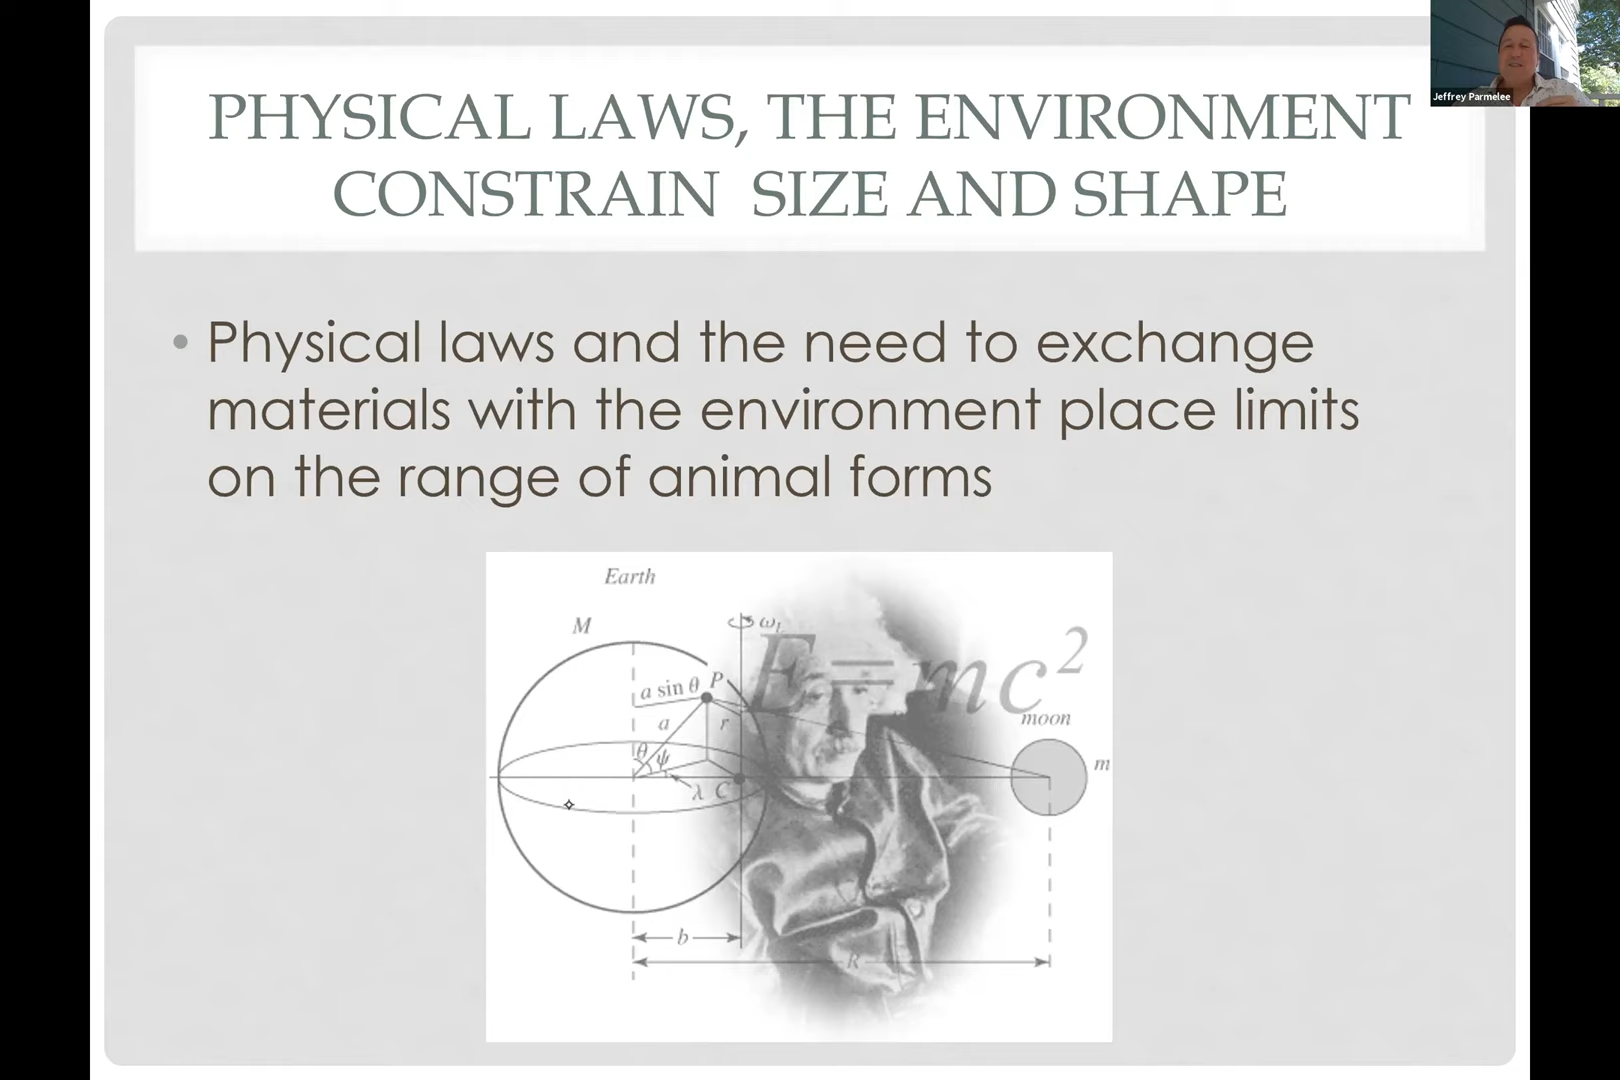 PHYSICAL LAWS, THE ENVIRONMENT
CONSTRAIN SIZE AND SHAPE
Jeffrey Parmelee
• Physical laws and the need to exchange
materials with the environment place limits
on the range of animal forms
Earth
M
ω_L
E=mc²
a sin θ P
a
r
moon
θ ψ
m
λ C
b
R